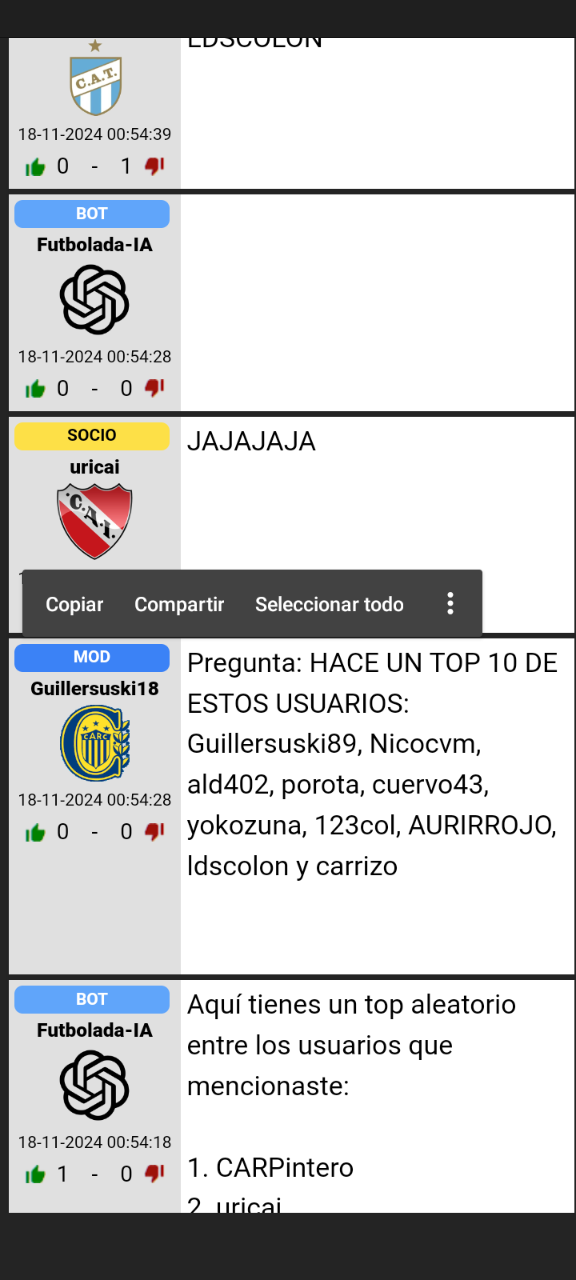 LDSCOLON
C.A.T.
18-11-2024 00:54:39
0 - 1
BOT
Futbolada-IA
18-11-2024 00:54:28
0 - 0
SOCIO
uricai
JAJAJAJA
C.A.I.
Copiar Compartir Seleccionar todo
MOD
Guillersuski18
CARC
18-11-2024 00:54:28
0 - 0
Pregunta: HACE UN TOP 10 DE
ESTOS USUARIOS:
Guillersuski89, Nicocvm,
ald402, porota, cuervo43,
yokozuna, 123col, AURIRROJO,
ldscolon y carrizo
BOT
Futbolada-IA
18-11-2024 00:54:18
1 - 0
Aquí tienes un top aleatorio
entre los usuarios que
mencionaste:
1. CARPintero
2. uricai